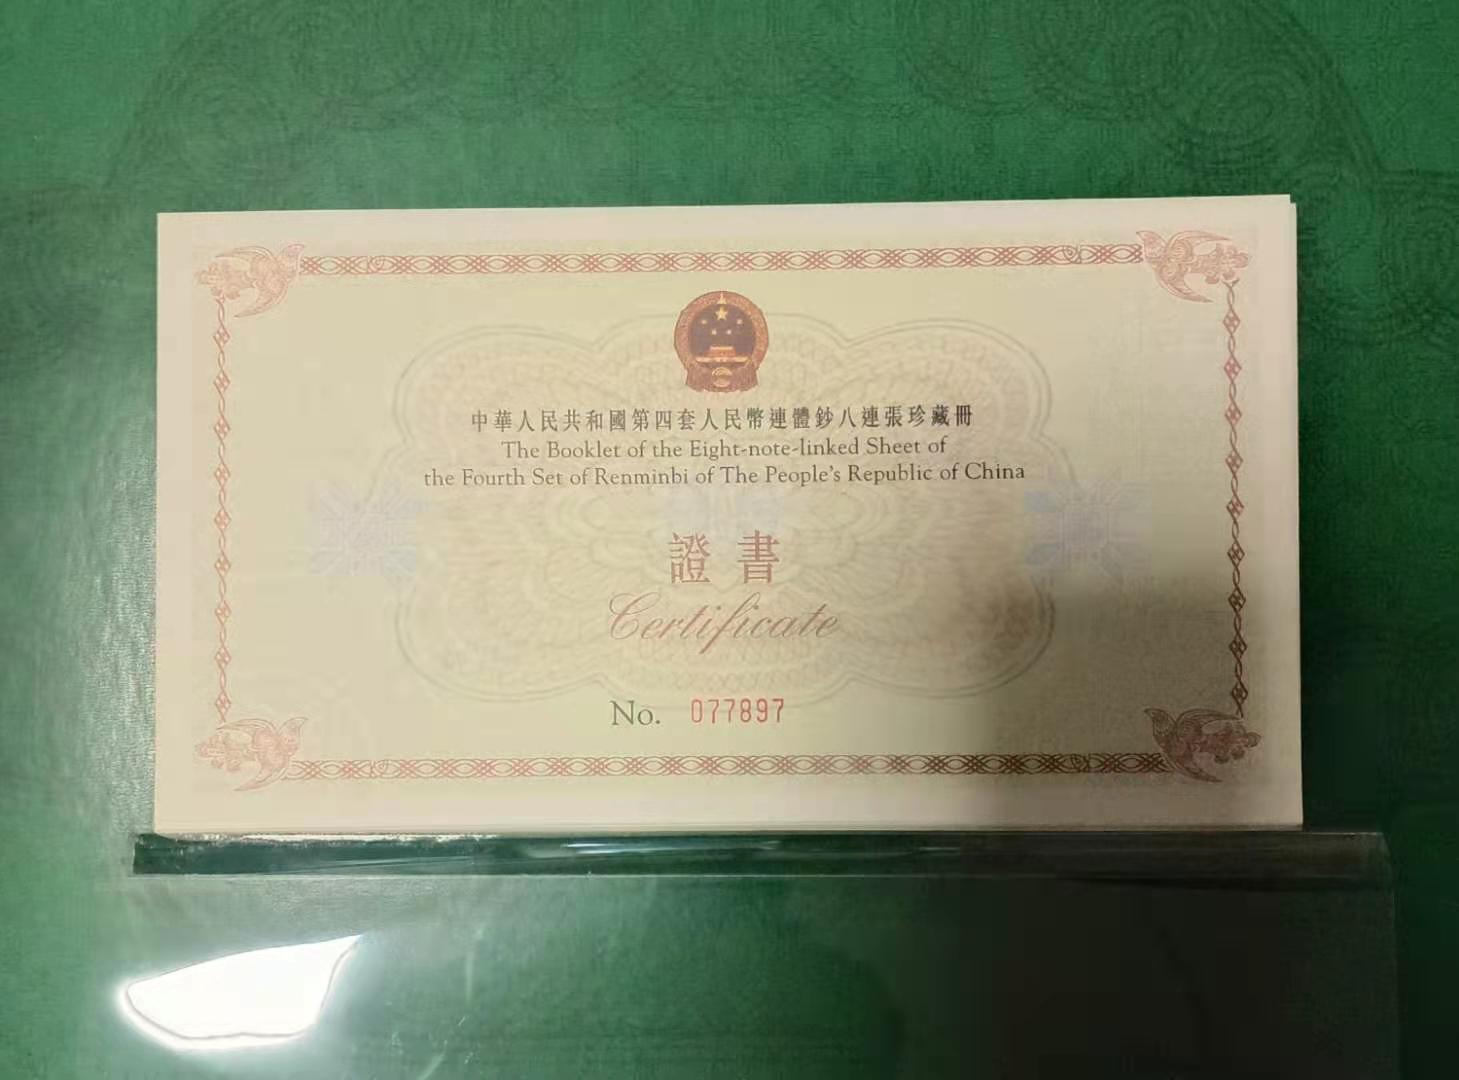 中華人民共和國第四套人民幣連體鈔八連張珍藏冊
The Booklet of the Eight-note-linked Sheet of
the Fourth Set of Renminbi of The People's Republic of China
證書
Certificate
No. 077897